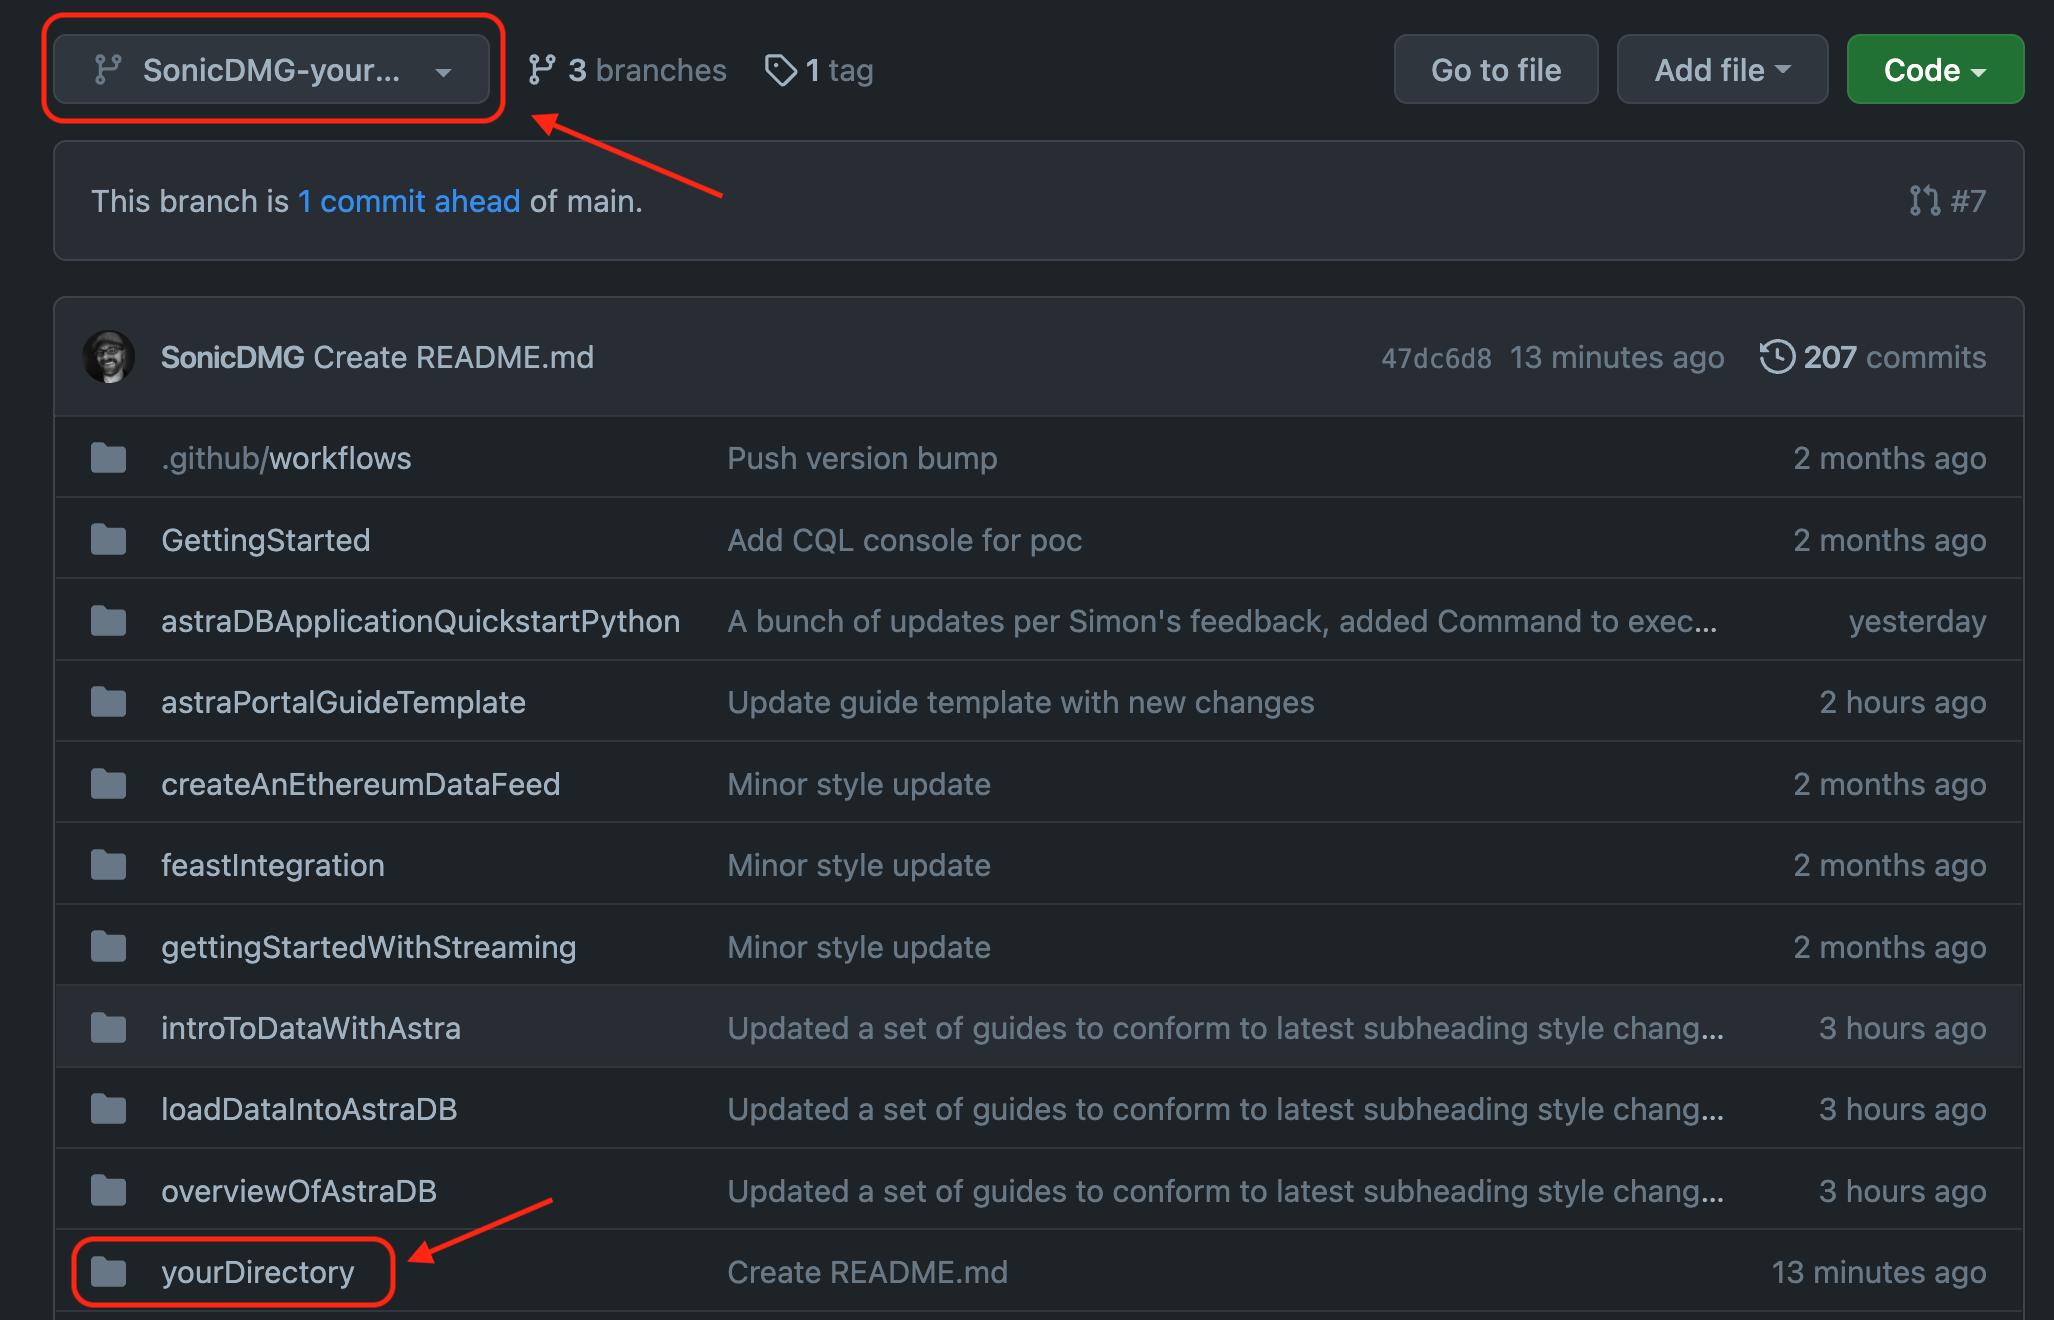 SonicDMG-your... 3 branches 1 tag Go to file Add file Code
This branch is 1 commit ahead of main. #7
SonicDMG Create README.md 47dc6d8 13 minutes ago 207 commits
.github/workflows Push version bump 2 months ago
GettingStarted Add CQL console for poc 2 months ago
astraDBApplicationQuickstartPython A bunch of updates per Simon's feedback, added Command to exec... yesterday
astraPortalGuideTemplate Update guide template with new changes 2 hours ago
createAnEthereumDataFeed Minor style update 2 months ago
feastIntegration Minor style update 2 months ago
gettingStartedWithStreaming Minor style update 2 months ago
introToDataWithAstra Updated a set of guides to conform to latest subheading style chang... 3 hours ago
loadDataIntoAstraDB Updated a set of guides to conform to latest subheading style chang... 3 hours ago
overviewOfAstraDB Updated a set of guides to conform to latest subheading style chang... 3 hours ago
yourDirectory Create README.md 13 minutes ago